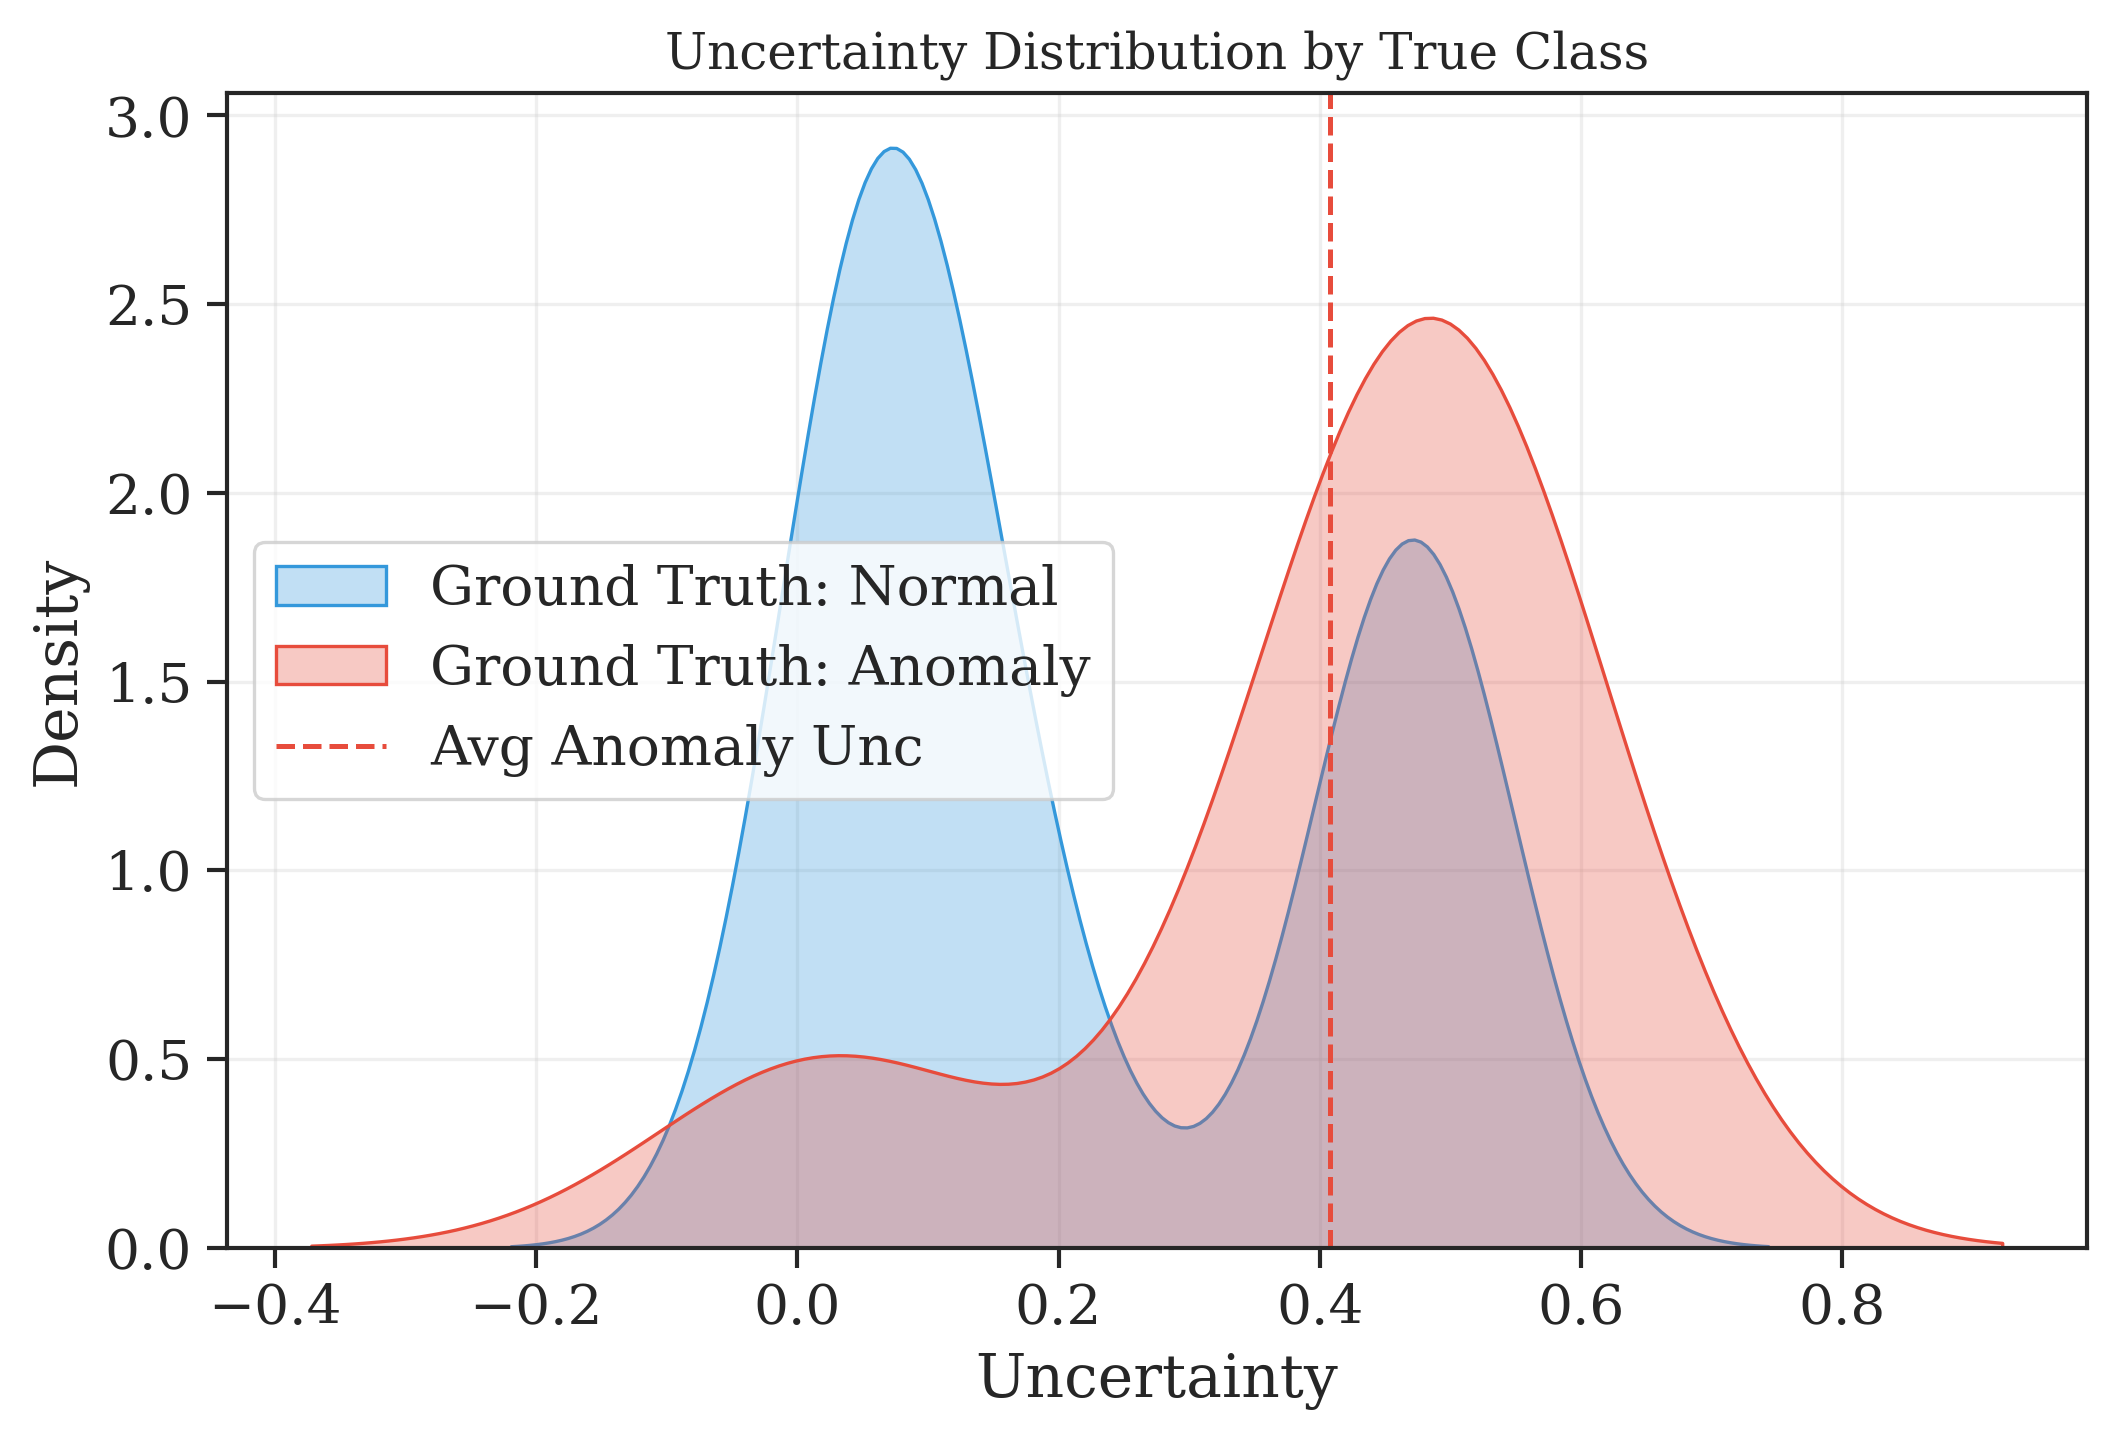 Uncertainty Distribution by True Class
3.0
2.5
2.0
1.5
1.0
0.5
0.0
Density
Ground Truth: Normal
Ground Truth: Anomaly
Avg Anomaly Unc
−0.4 −0.2 0.0 0.2 0.4 0.6 0.8
Uncertainty